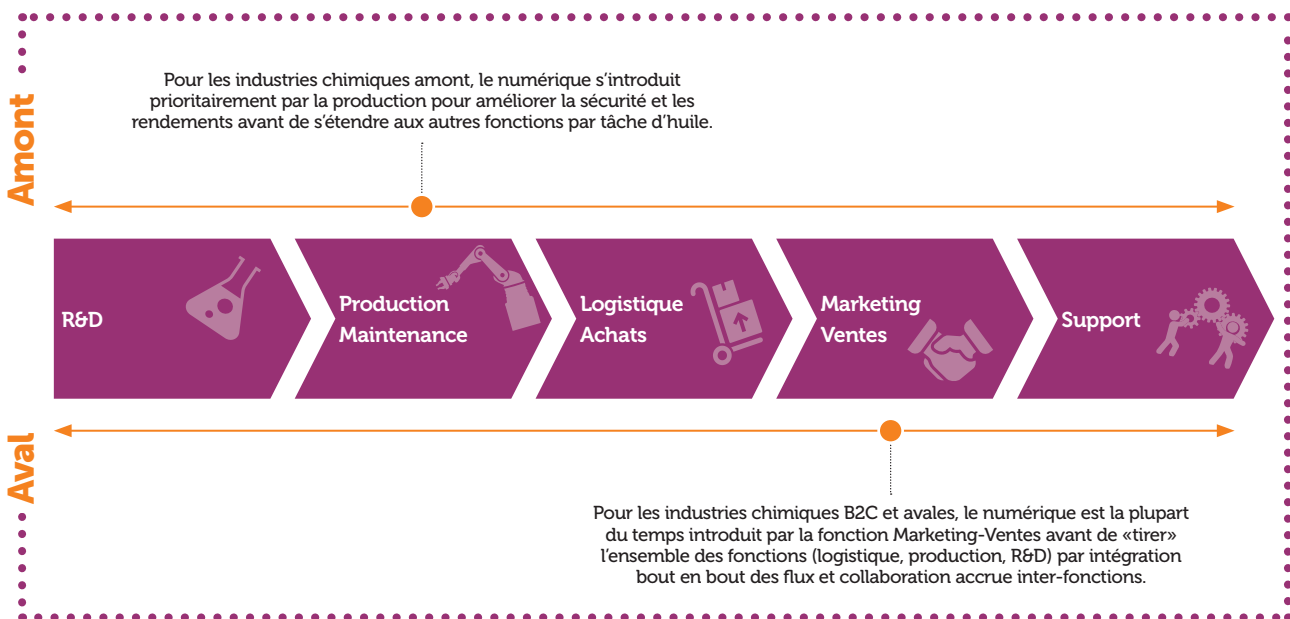 Amont
Pour les industries chimiques amont, le numérique s’introduit
prioritairement par la production pour améliorer la sécurité et les
rendements avant de s’étendre aux autres fonctions par tâche d’huile.
R&D
Production
Maintenance
Logistique
Achats
Marketing
Ventes
Support
Aval
Pour les industries chimiques B2C et avales, le numérique est la plupart
du temps introduit par la fonction Marketing-Ventes avant de «tirer»
l’ensemble des fonctions (logistique, production, R&D) par intégration
bout en bout des flux et collaboration accrue inter-fonctions.